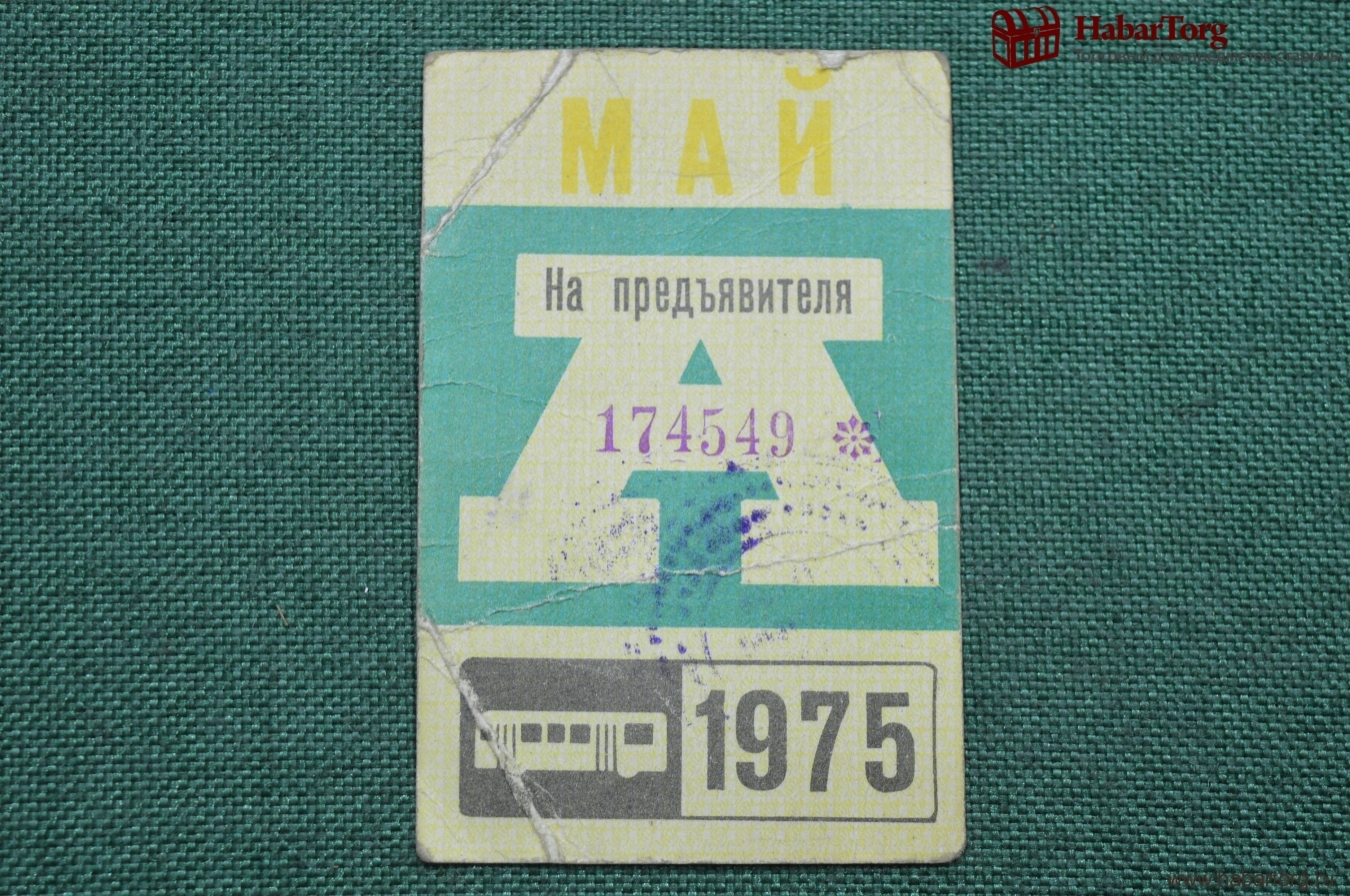 HabarTorg
МАЙ
На предъявителя
А
174549
1975